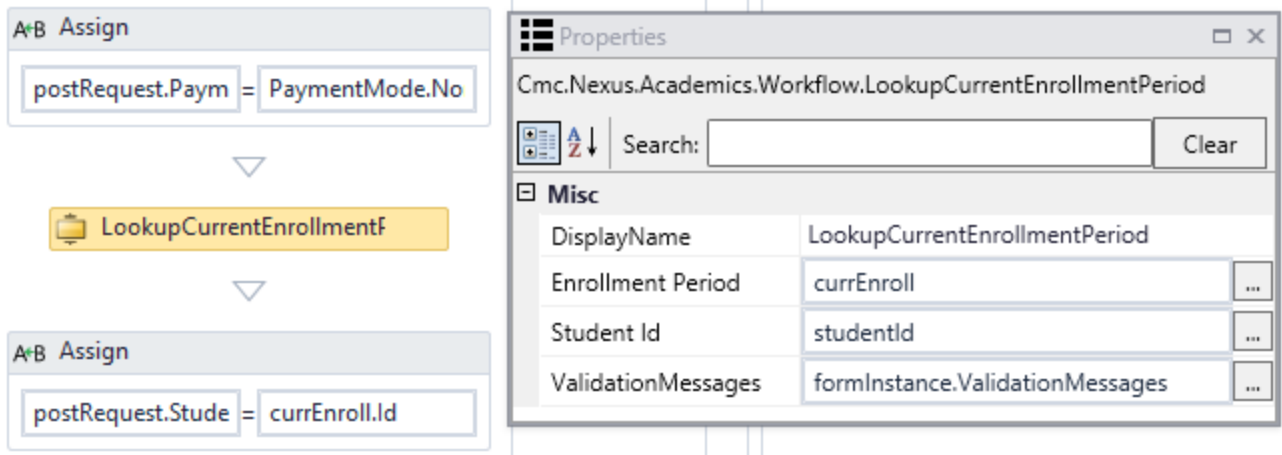 A+B Assign
postRequest.Paym = PaymentMode.No
LookupCurrentEnrollmentF
A+B Assign
postRequest.Stude = currEnroll.Id
Properties
Cmc.Nexus.Academics.Workflow.LookupCurrentEnrollmentPeriod
AZ Search: Clear
Misc
DisplayName LookupCurrentEnrollmentPeriod
Enrollment Period currEnroll ...
Student Id studentId ...
ValidationMessages formInstance.ValidationMessages ...